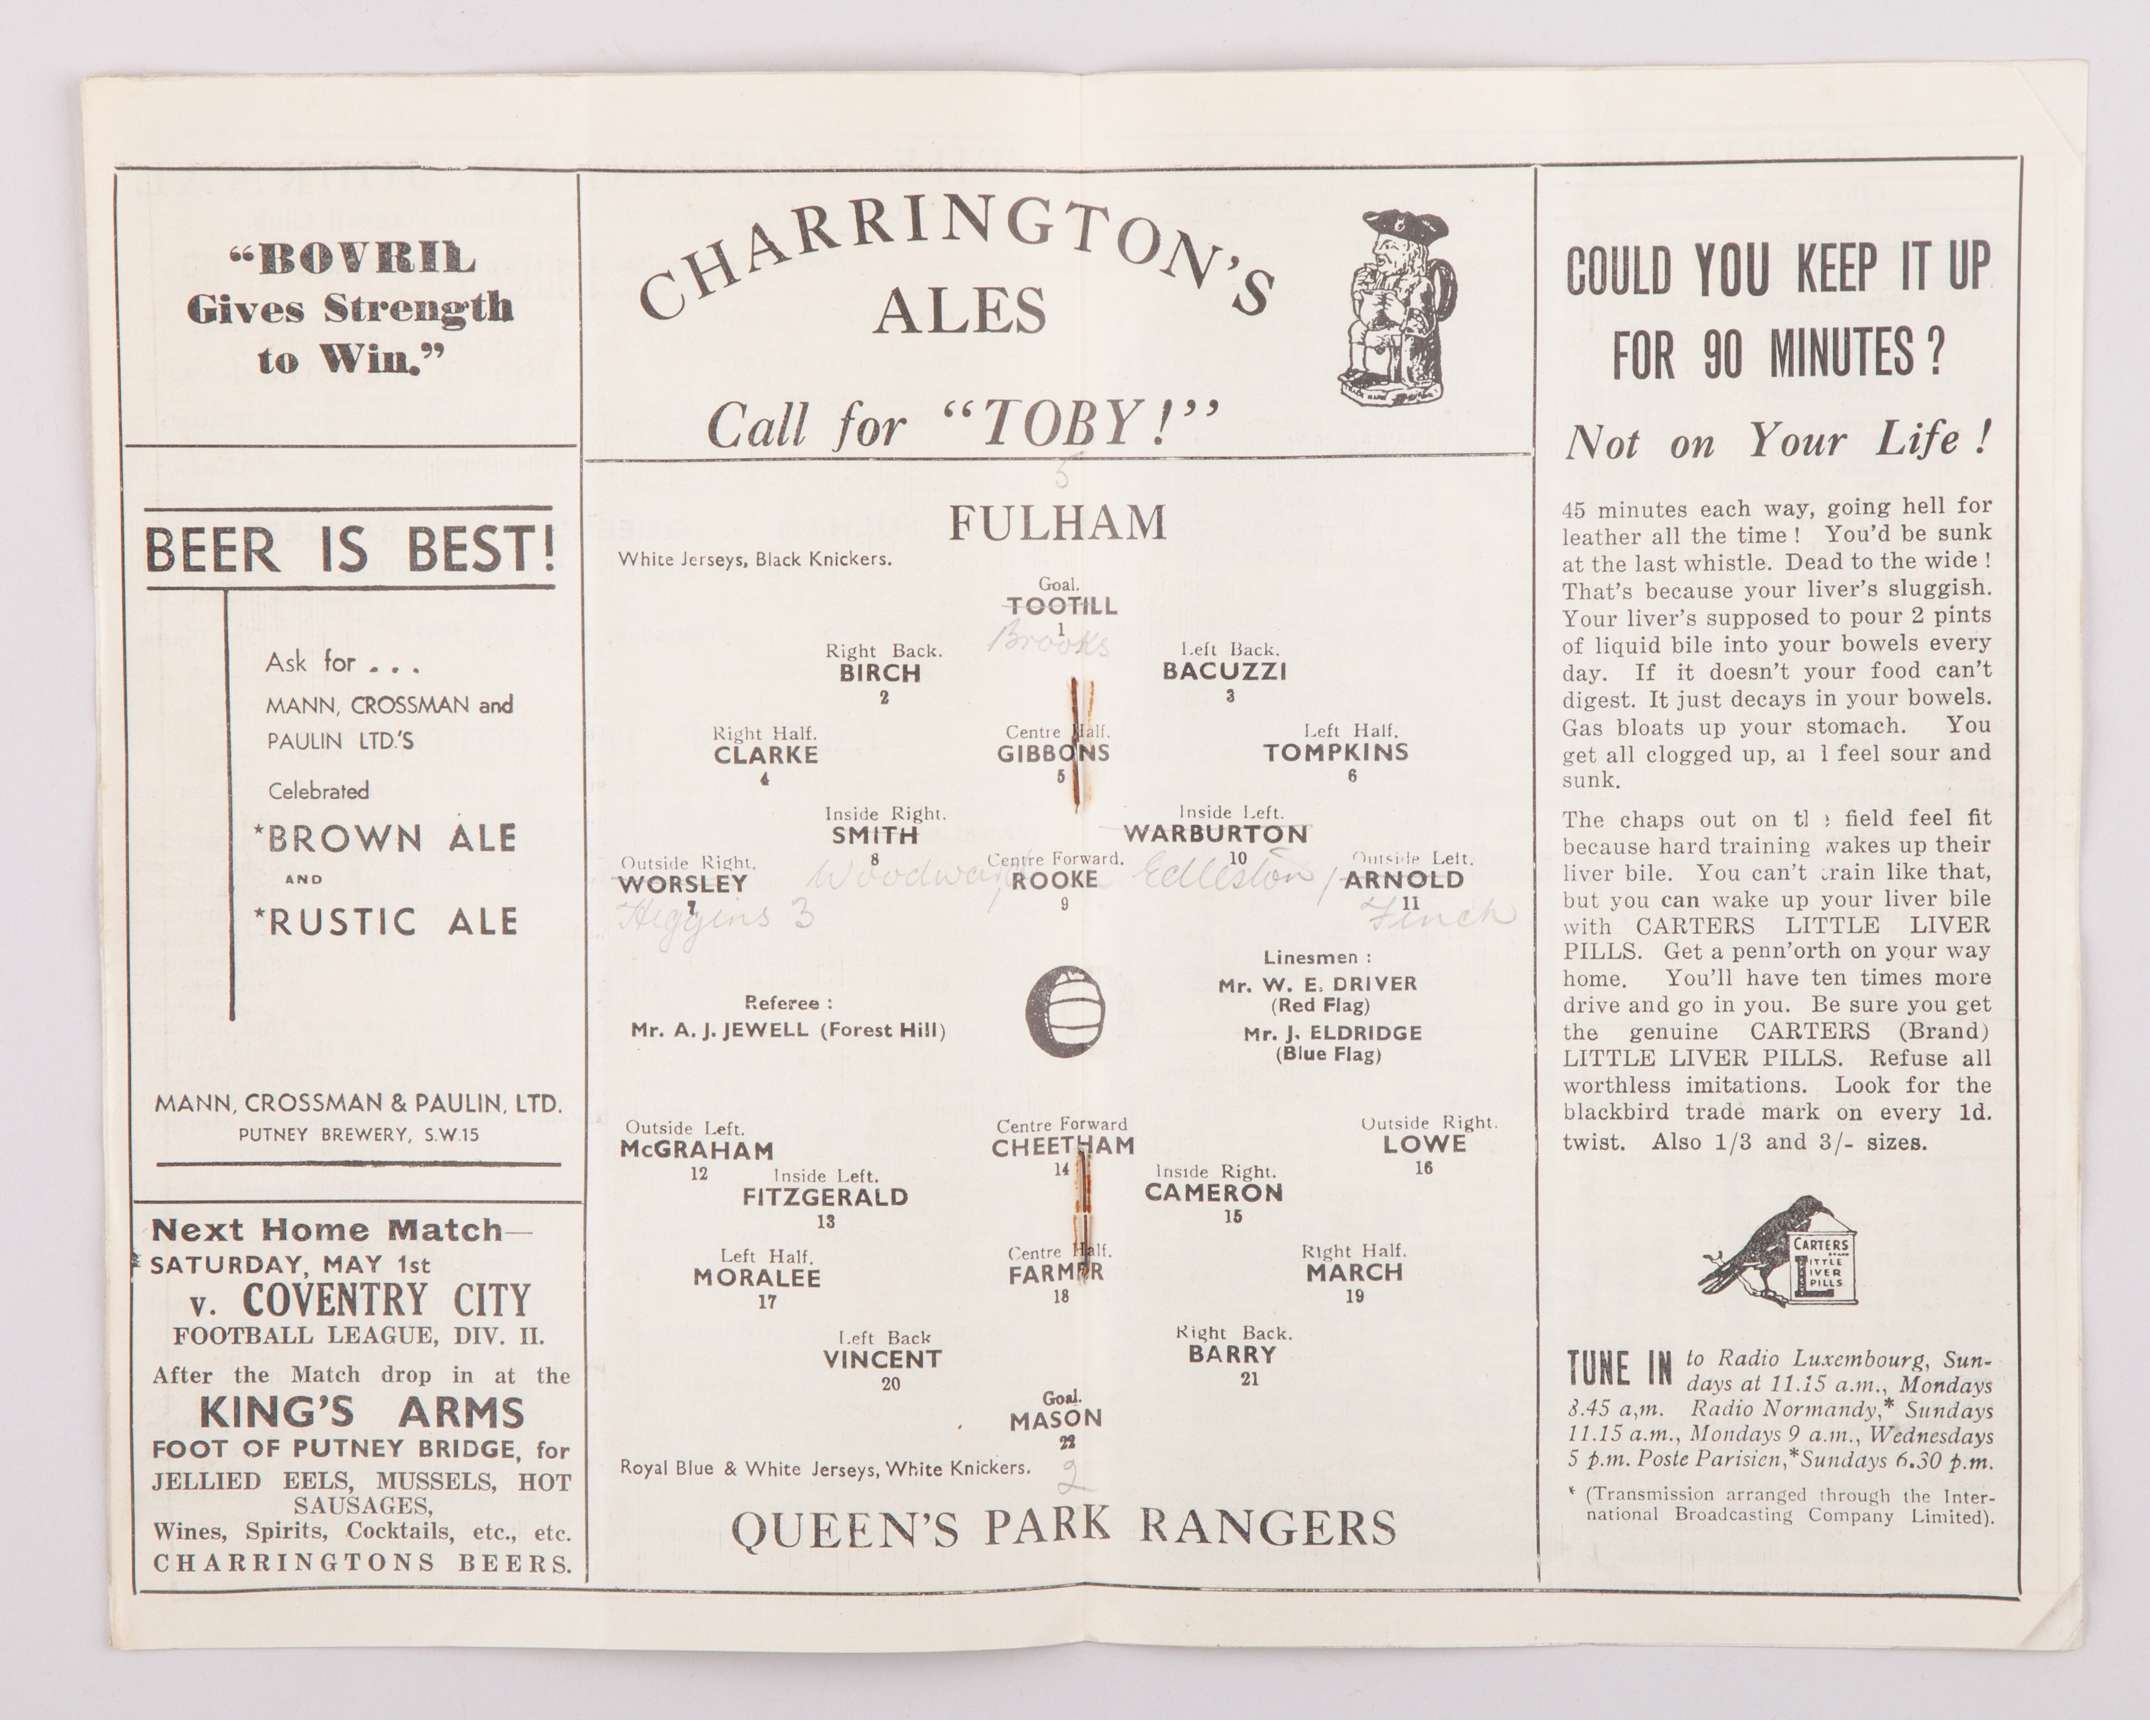 “BOVRIL
Gives Strength
to Win.”
BEER IS BEST!
Ask for . . .
MANN, CROSSMAN and
PAULIN LTD.’S
Celebrated
*BROWN ALE
AND
*RUSTIC ALE
MANN, CROSSMAN & PAULIN, LTD.
PUTNEY BREWERY, S.W.15
Next Home Match—
SATURDAY, MAY 1st
v. COVENTRY CITY
FOOTBALL LEAGUE, DIV. II.
After the Match drop in at the
KING’S ARMS
FOOT OF PUTNEY BRIDGE, for
JELLIED EELS, MUSSELS, HOT
SAUSAGES,
Wines, Spirits, Cocktails, etc., etc.
CHARRINGTONS BEERS.
CHARRINGTON’S
ALES
Call for “TOBY!”
5
FULHAM
White Jerseys, Black Knickers.
Goal.
TOOTILL
1
Brooks
Right Back. Left Back.
BIRCH BACUZZI
2 3
Right Half. Centre Half. Left Half.
CLARKE GIBBONS TOMPKINS
4 5 6
Inside Right. Inside Left.
SMITH WARBURTON
8 10
Outside Right. Centre Forward. Outside Left.
Woodward Edleston 1
WORSLEY ROOKE ARNOLD
7 9 11
Higgins 3 Finch
Linesmen :
Mr. W. E. DRIVER
(Red Flag)
Mr. J. ELDRIDGE
(Blue Flag)
Referee :
Mr. A. J. JEWELL (Forest Hill)
Outside Left. Centre Forward Outside Right.
McGRAHAM CHEETHAM LOWE
12 14 16
Inside Left. Inside Right.
FITZGERALD CAMERON
13 15
Left Half. Centre Half. Right Half.
MORALEE FARMER MARCH
17 18 19
Left Back Right Back.
VINCENT BARRY
20 21
Goal.
MASON
22
Royal Blue & White Jerseys, White Knickers.
2
QUEEN’S PARK RANGERS
COULD YOU KEEP IT UP
FOR 90 MINUTES ?
Not on Your Life !
45 minutes each way, going hell for
leather all the time ! You’d be sunk
at the last whistle. Dead to the wide !
That’s because your liver’s sluggish.
Your liver’s supposed to pour 2 pints
of liquid bile into your bowels every
day. If it doesn’t your food can’t
digest. It just decays in your bowels.
Gas bloats up your stomach. You
get all clogged up, a l feel sour and
sunk.
The chaps out on th field feel fit
because hard training wakes up their
liver bile. You can’t train like that,
but you can wake up your liver bile
with CARTERS LITTLE LIVER
PILLS. Get a penn’orth on your way
home. You’ll have ten times more
drive and go in you. Be sure you get
the genuine CARTERS (Brand)
LITTLE LIVER PILLS. Refuse all
worthless imitations. Look for the
blackbird trade mark on every 1d.
twist. Also 1/3 and 3/- sizes.
CARTERS
LITTLE
LIVER
PILLS
TUNE IN to Radio Luxembourg, Sun-
days at 11.15 a.m., Mondays
8.45 a,m. Radio Normandy,* Sundays
11.15 a.m., Mondays 9 a.m., Wednesdays
5 p.m. Poste Parisien,*Sundays 6.30 p.m.
* (Transmission arranged through the Inter-
national Broadcasting Company Limited).